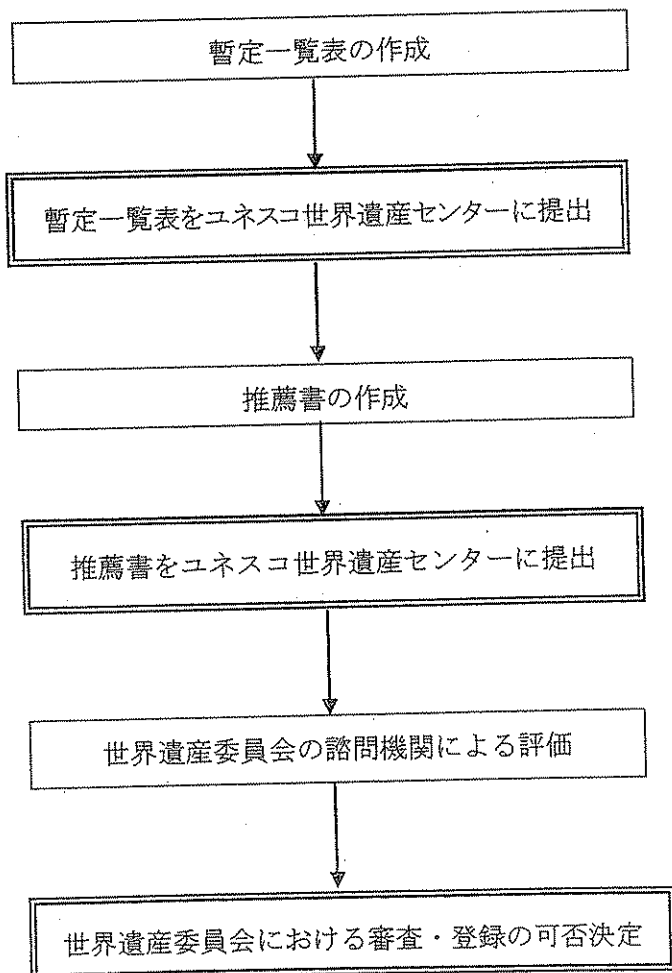 暫定一覧表の作成
暫定一覧表をユネスコ世界遺産センターに提出
推薦書の作成
推薦書をユネスコ世界遺産センターに提出
世界遺産委員会の諮問機関による評価
世界遺産委員会における審査・登録の可否決定